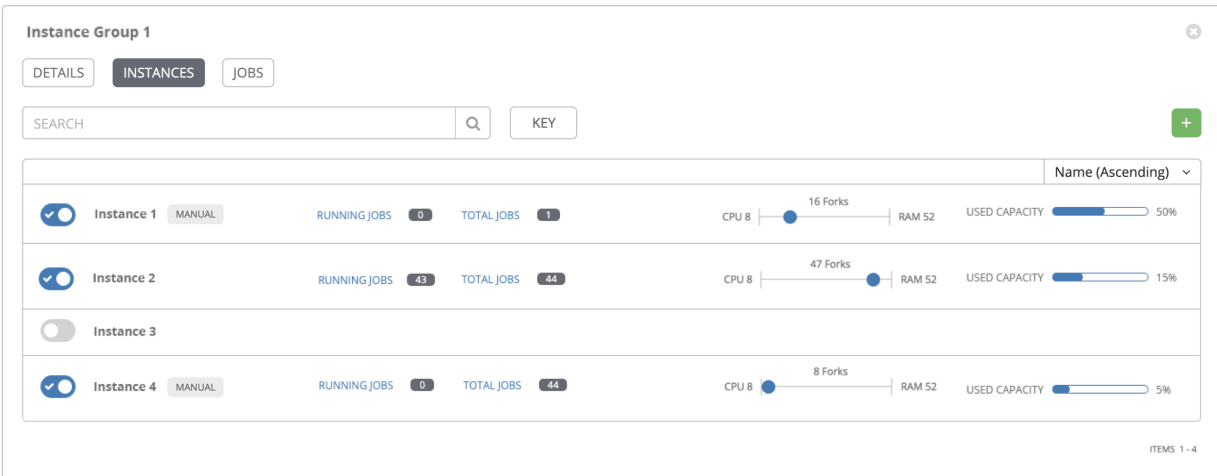 Instance Group 1
DETAILS INSTANCES JOBS
SEARCH KEY +
Name (Ascending)
Instance 1 MANUAL RUNNING JOBS 0 TOTAL JOBS 1 CPU 8 16 Forks RAM 52 USED CAPACITY 50%
Instance 2 RUNNING JOBS 43 TOTAL JOBS 44 CPU 8 47 Forks RAM 52 USED CAPACITY 15%
Instance 3
Instance 4 MANUAL RUNNING JOBS 0 TOTAL JOBS 44 CPU 8 8 Forks RAM 52 USED CAPACITY 5%
ITEMS 1 - 4